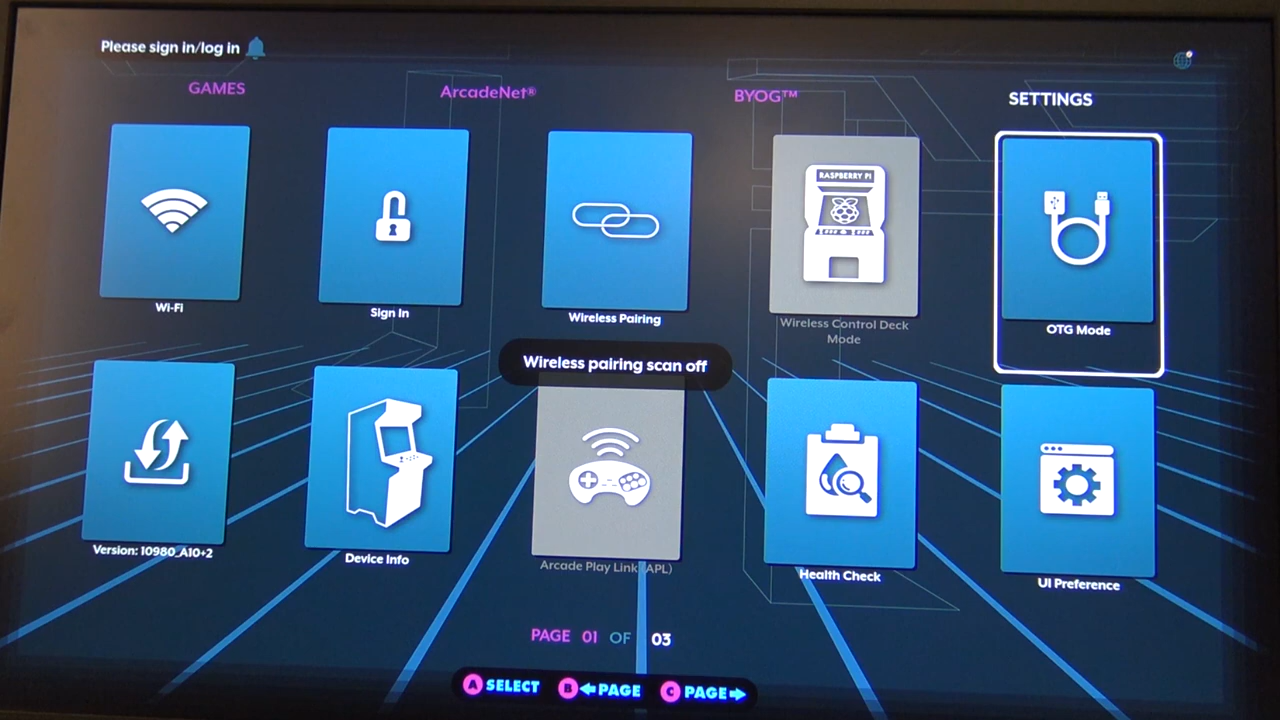 Please sign in/log in
GAMES
ArcadeNet®
BYOG™
SETTINGS
RASPBERRY PI
Wi-Fi
Sign In
Wireless Pairing
Wireless Control Deck
Mode
OTG Mode
Wireless pairing scan off
Version: 10980_A10+2
Device Info
Arcade Play Link (APL)
Health Check
UI Preference
PAGE 01 OF 03
A SELECT B PAGE C PAGE